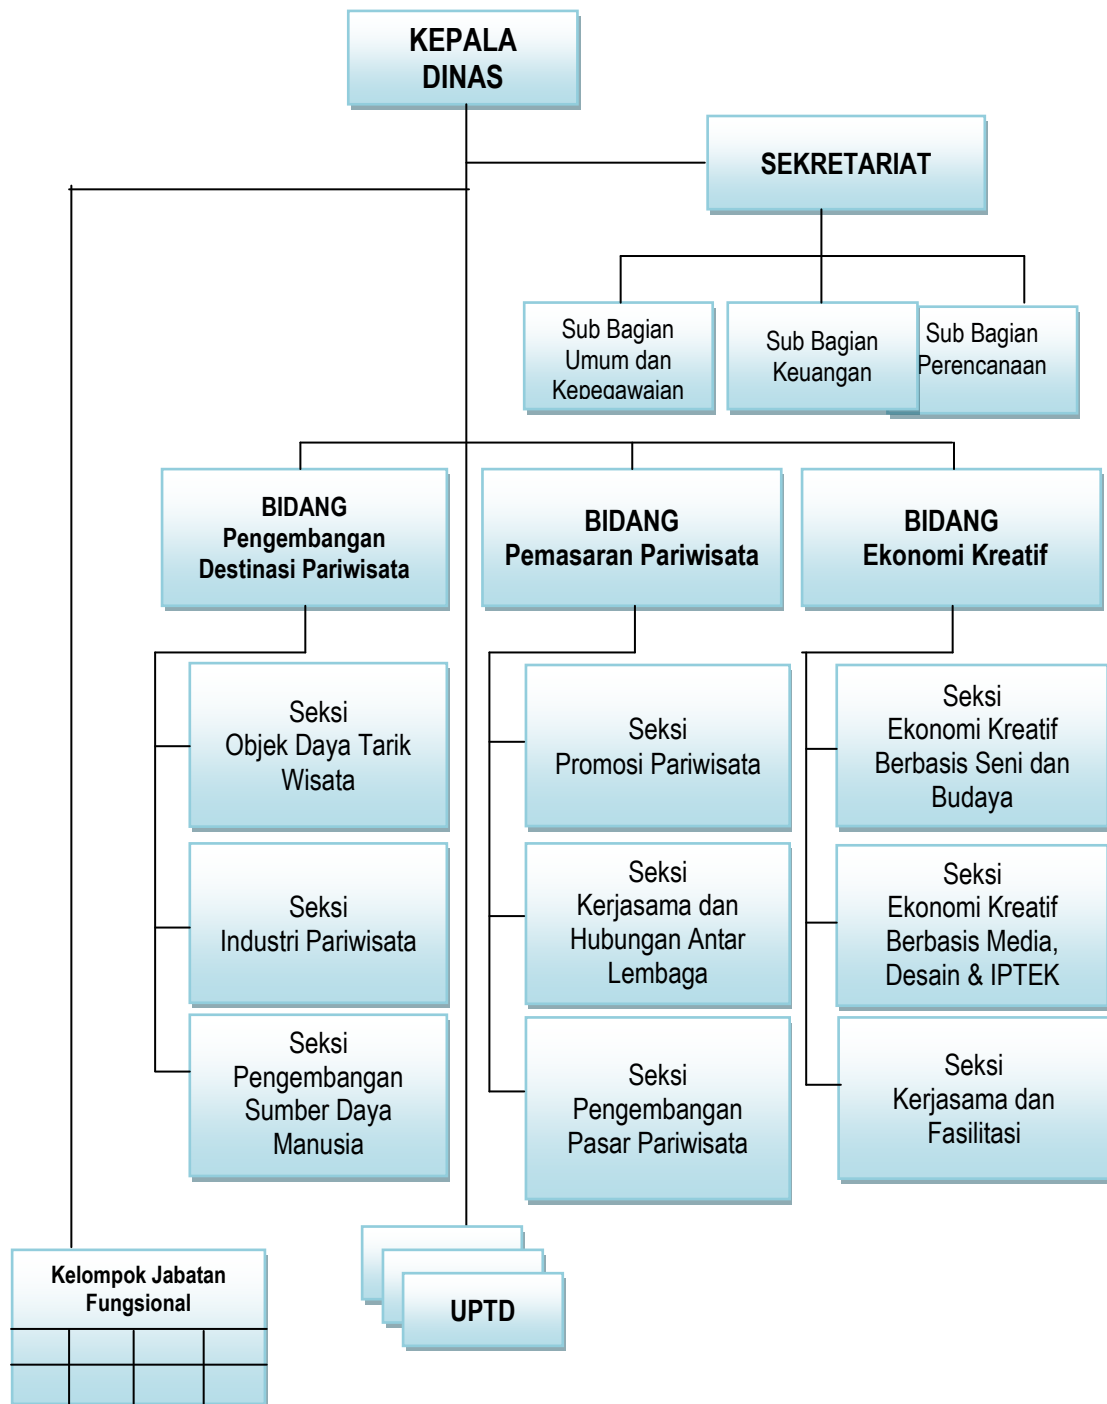 KEPALA
DINAS
SEKRETARIAT
Sub Bagian
Umum dan
Kepegawaian
Sub Bagian
Keuangan
Sub Bagian
Perencanaan
BIDANG
Pengembangan
Destinasi Pariwisata
BIDANG
Pemasaran Pariwisata
BIDANG
Ekonomi Kreatif
Seksi
Objek Daya Tarik
Wisata
Seksi
Industri Pariwisata
Seksi
Pengembangan
Sumber Daya
Manusia
Seksi
Promosi Pariwisata
Seksi
Kerjasama dan
Hubungan Antar
Lembaga
Seksi
Pengembangan
Pasar Pariwisata
Seksi
Ekonomi Kreatif
Berbasis Seni dan
Budaya
Seksi
Ekonomi Kreatif
Berbasis Media,
Desain & IPTEK
Seksi
Kerjasama dan
Fasilitasi
Kelompok Jabatan
Fungsional
UPTD